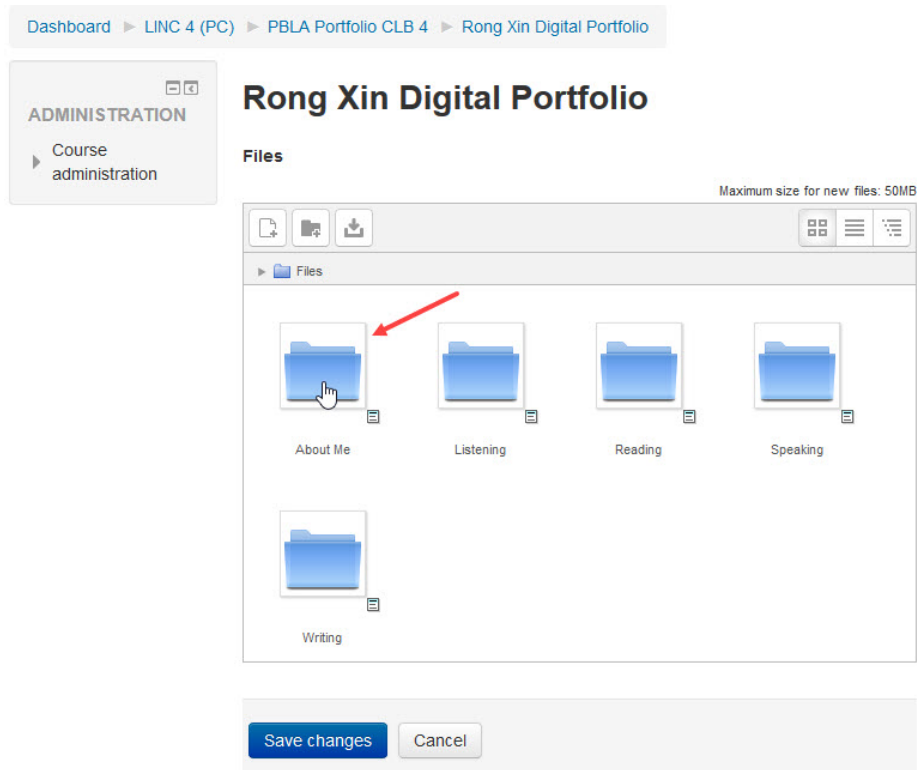 Dashboard ► LINC 4 (PC) ► PBLA Portfolio CLB 4 ► Rong Xin Digital Portfolio
ADMINISTRATION
Course
administration
Rong Xin Digital Portfolio
Files
Maximum size for new files: 50MB
Files
About Me
Listening
Reading
Speaking
Writing
Save changes
Cancel